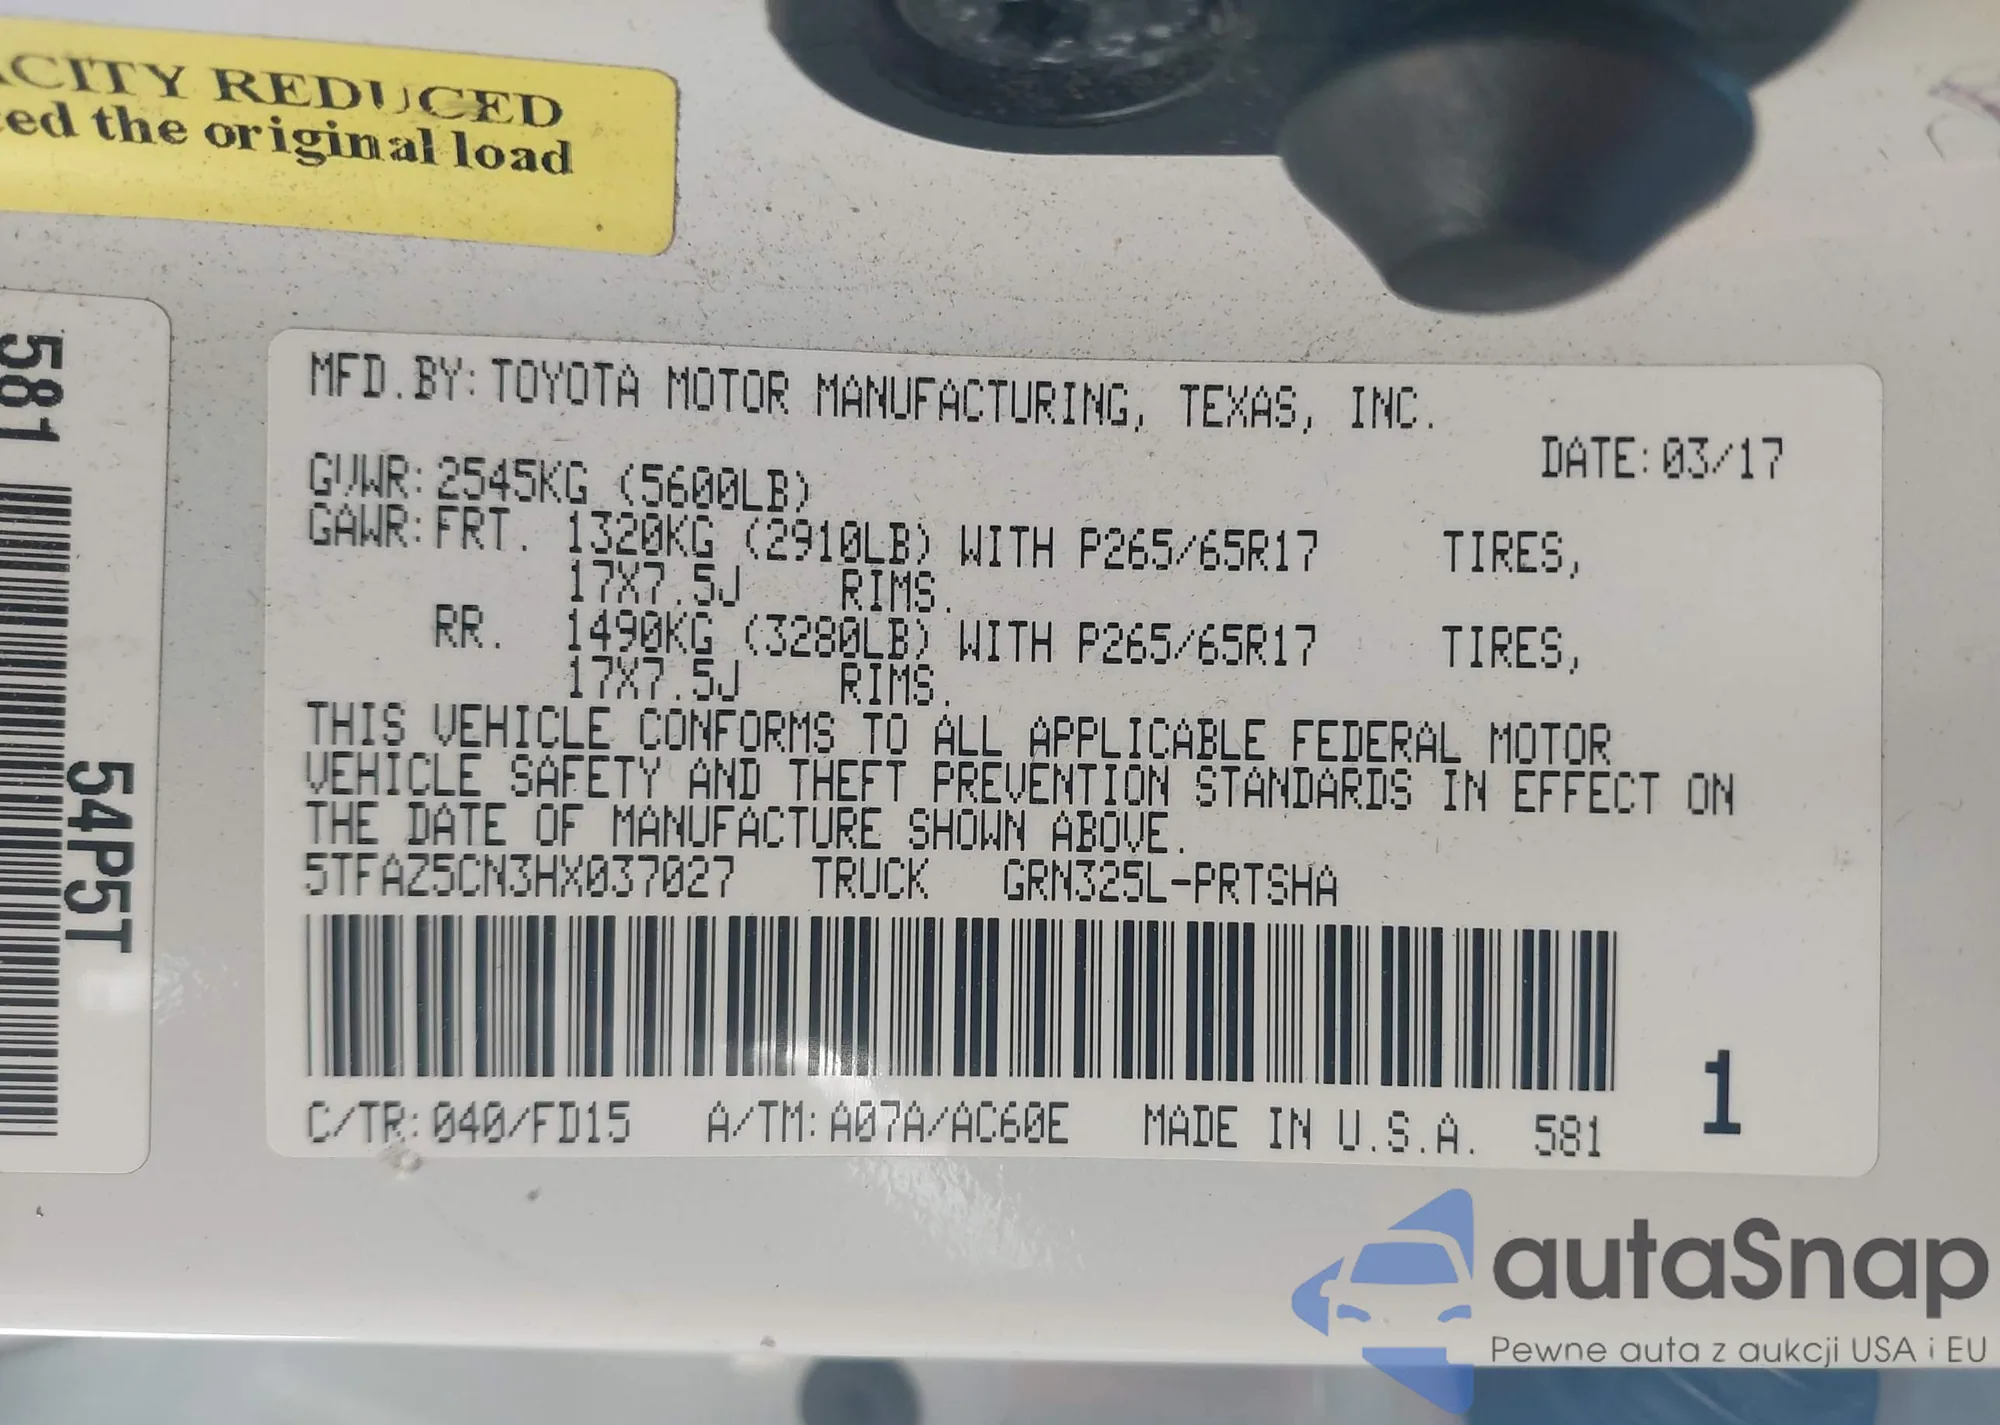 ACITY REDUCED
ed the original load
581
54P5T
MFD.BY:TOYOTA MOTOR MANUFACTURING, TEXAS, INC.
DATE:03/17
GVWR:2545KG (5600LB)
GAWR:FRT. 1320KG (2910LB) WITH P265/65R17 TIRES,
17X7.5J RIMS.
RR. 1490KG (3280LB) WITH P265/65R17 TIRES,
17X7.5J RIMS.
THIS VEHICLE CONFORMS TO ALL APPLICABLE FEDERAL MOTOR
VEHICLE SAFETY AND THEFT PREVENTION STANDARDS IN EFFECT ON
THE DATE OF MANUFACTURE SHOWN ABOVE.
5TFAZ5CN3HX037027 TRUCK GRN325L-PRTSHA
C/TR:040/FD15 A/TM:A07A/AC60E MADE IN U.S.A. 581
1
autaSnap
Pewne auta z aukcji USA i EU